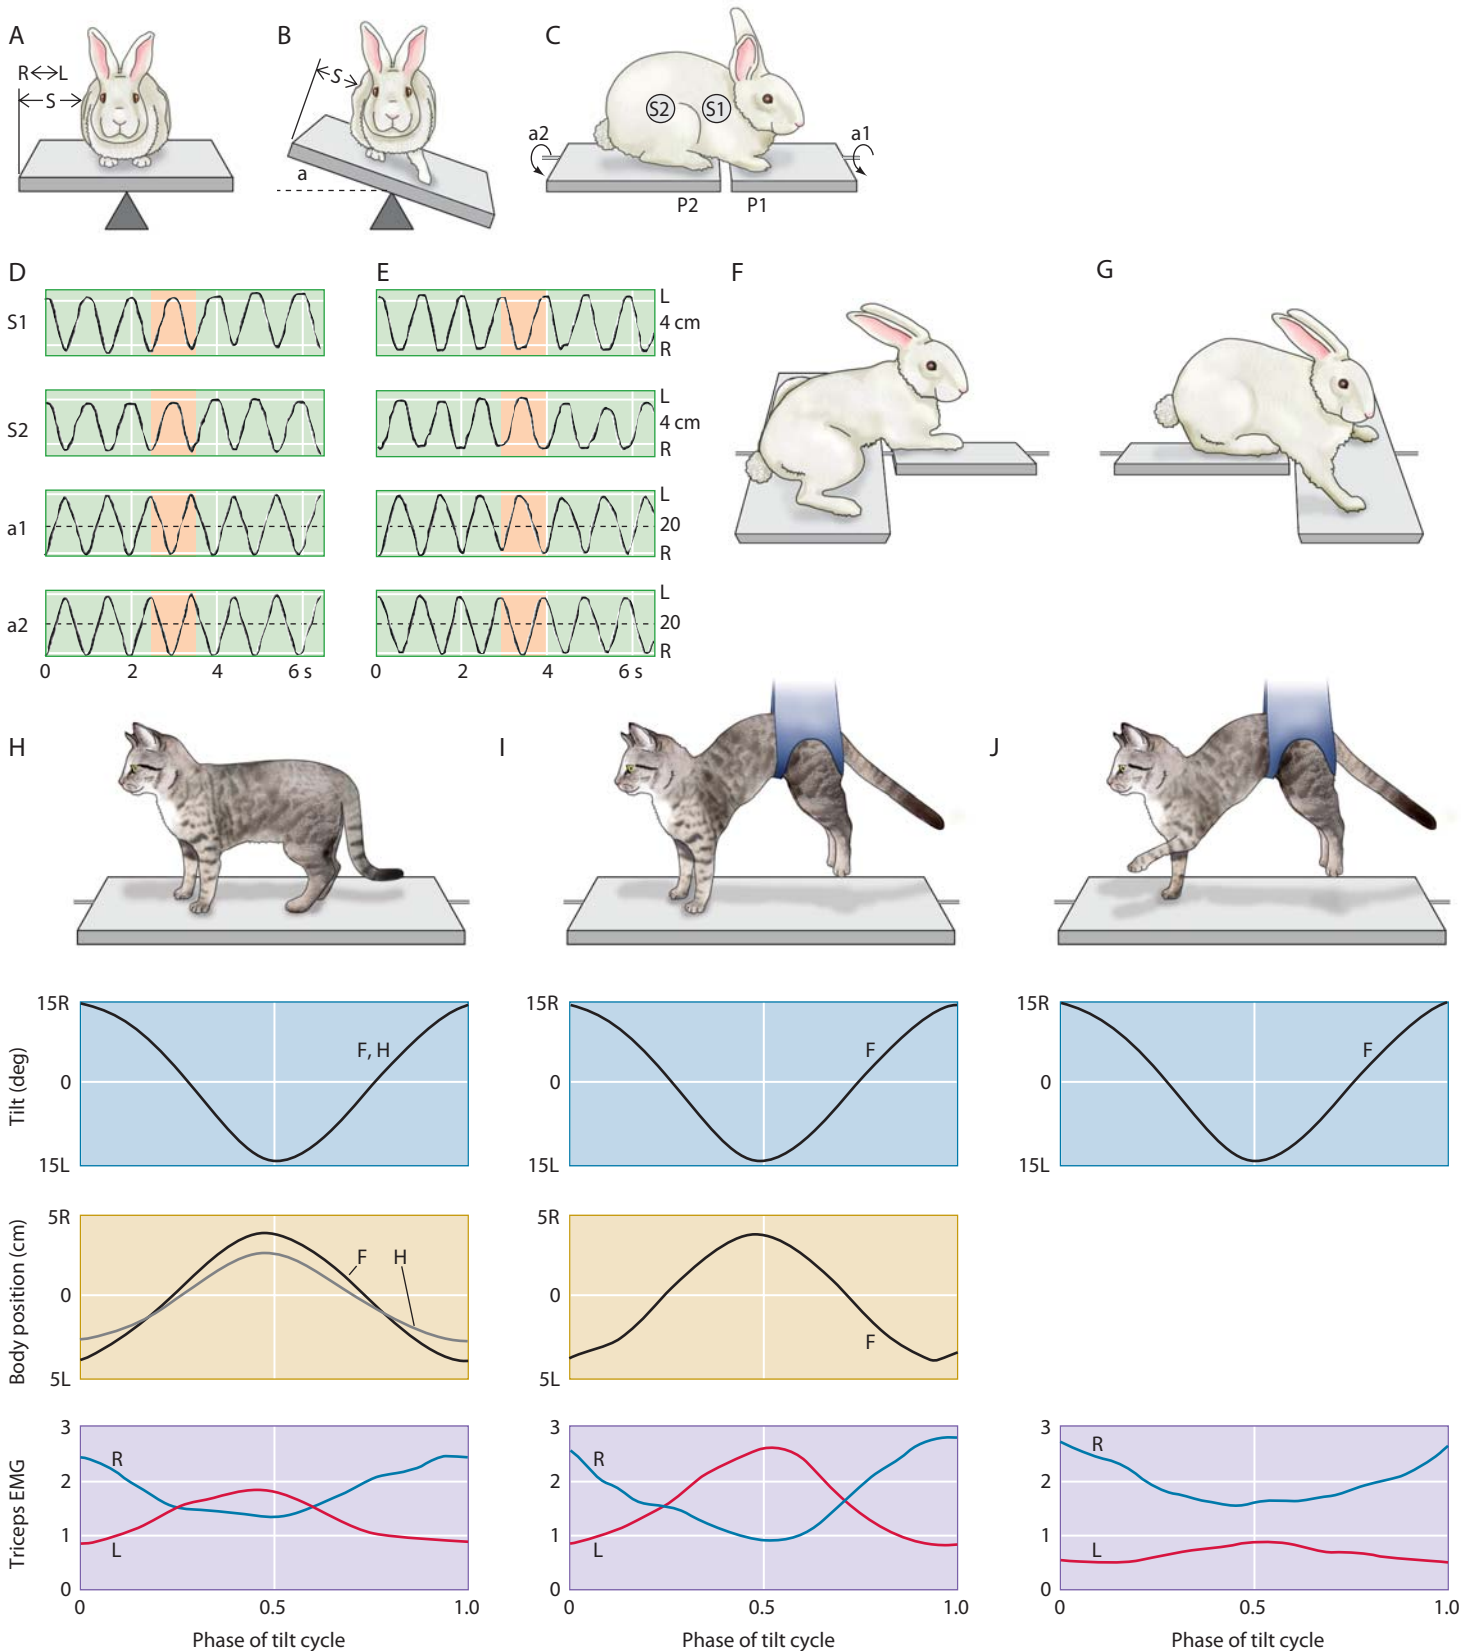 A
R↔L
S
B
S
a
C
S2
S1
a2
a1
P2
P1
D
E
F
G
S1
L
4 cm
R
S2
L
4 cm
R
a1
L
20
R
a2
L
20
R
0 2 4 6 s
0 2 4 6 s
H
I
J
Tilt (deg)
15R
0
15L
F, H
15R
0
15L
F
15R
0
15L
F
Body position (cm)
5R
0
5L
F H
5R
0
5L
F
Triceps EMG
3
2
1
0
R
L
0 0.5 1.0
Phase of tilt cycle
3
2
1
0
R
L
0 0.5 1.0
Phase of tilt cycle
3
2
1
0
R
L
0 0.5 1.0
Phase of tilt cycle